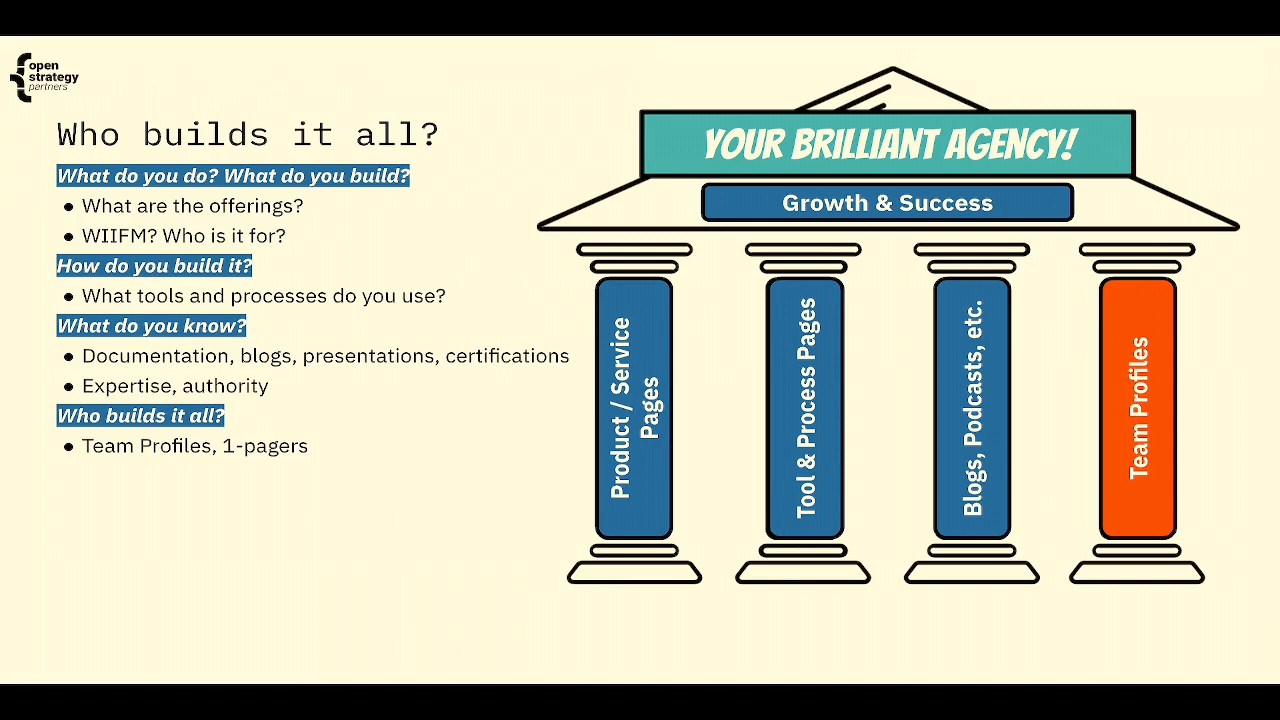 open
strategy
partners
Who builds it all?
What do you do? What do you build?
● What are the offerings?
● WIIFM? Who is it for?
How do you build it?
● What tools and processes do you use?
What do you know?
● Documentation, blogs, presentations, certifications
● Expertise, authority
Who builds it all?
● Team Profiles, 1-pagers
YOUR BRILLIANT AGENCY!
Growth & Success
Product / Service
Pages
Tool & Process Pages
Blogs, Podcasts, etc.
Team Profiles